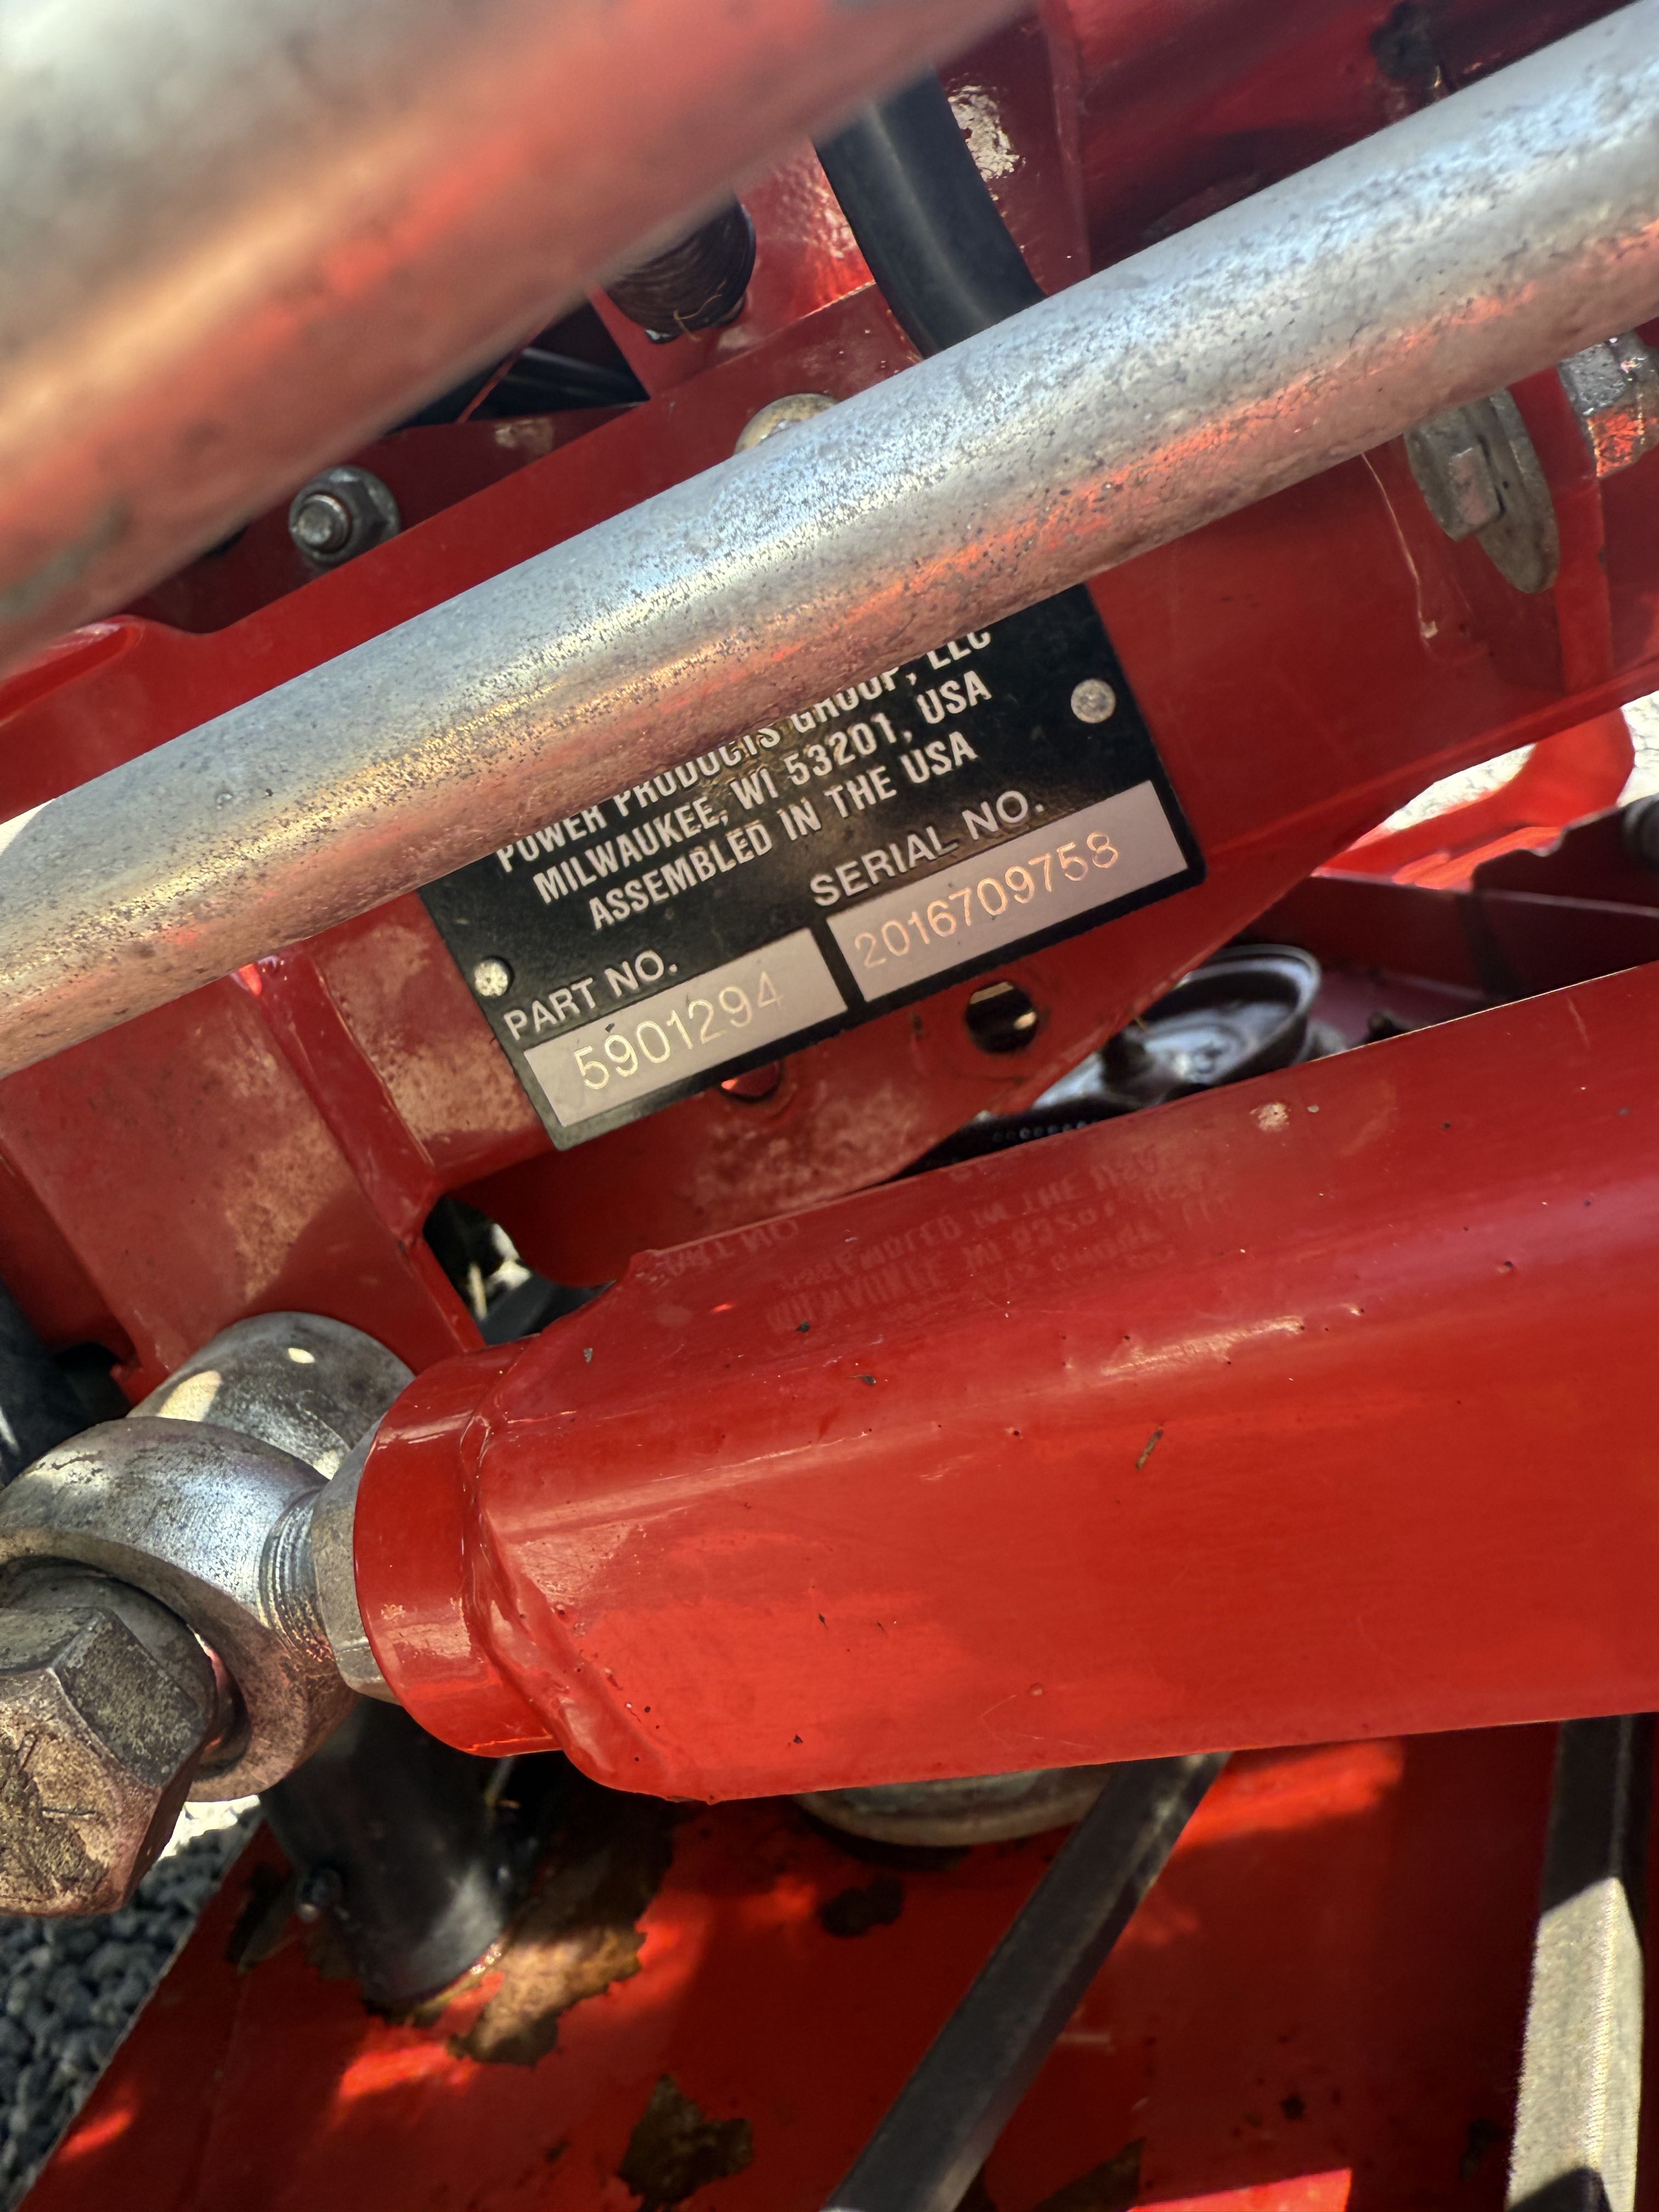 POWER PRODUCTS GROUP, LLC
MILWAUKEE, WI 53201, USA
ASSEMBLED IN THE USA
PART NO.
SERIAL NO.
5901294
2016709758